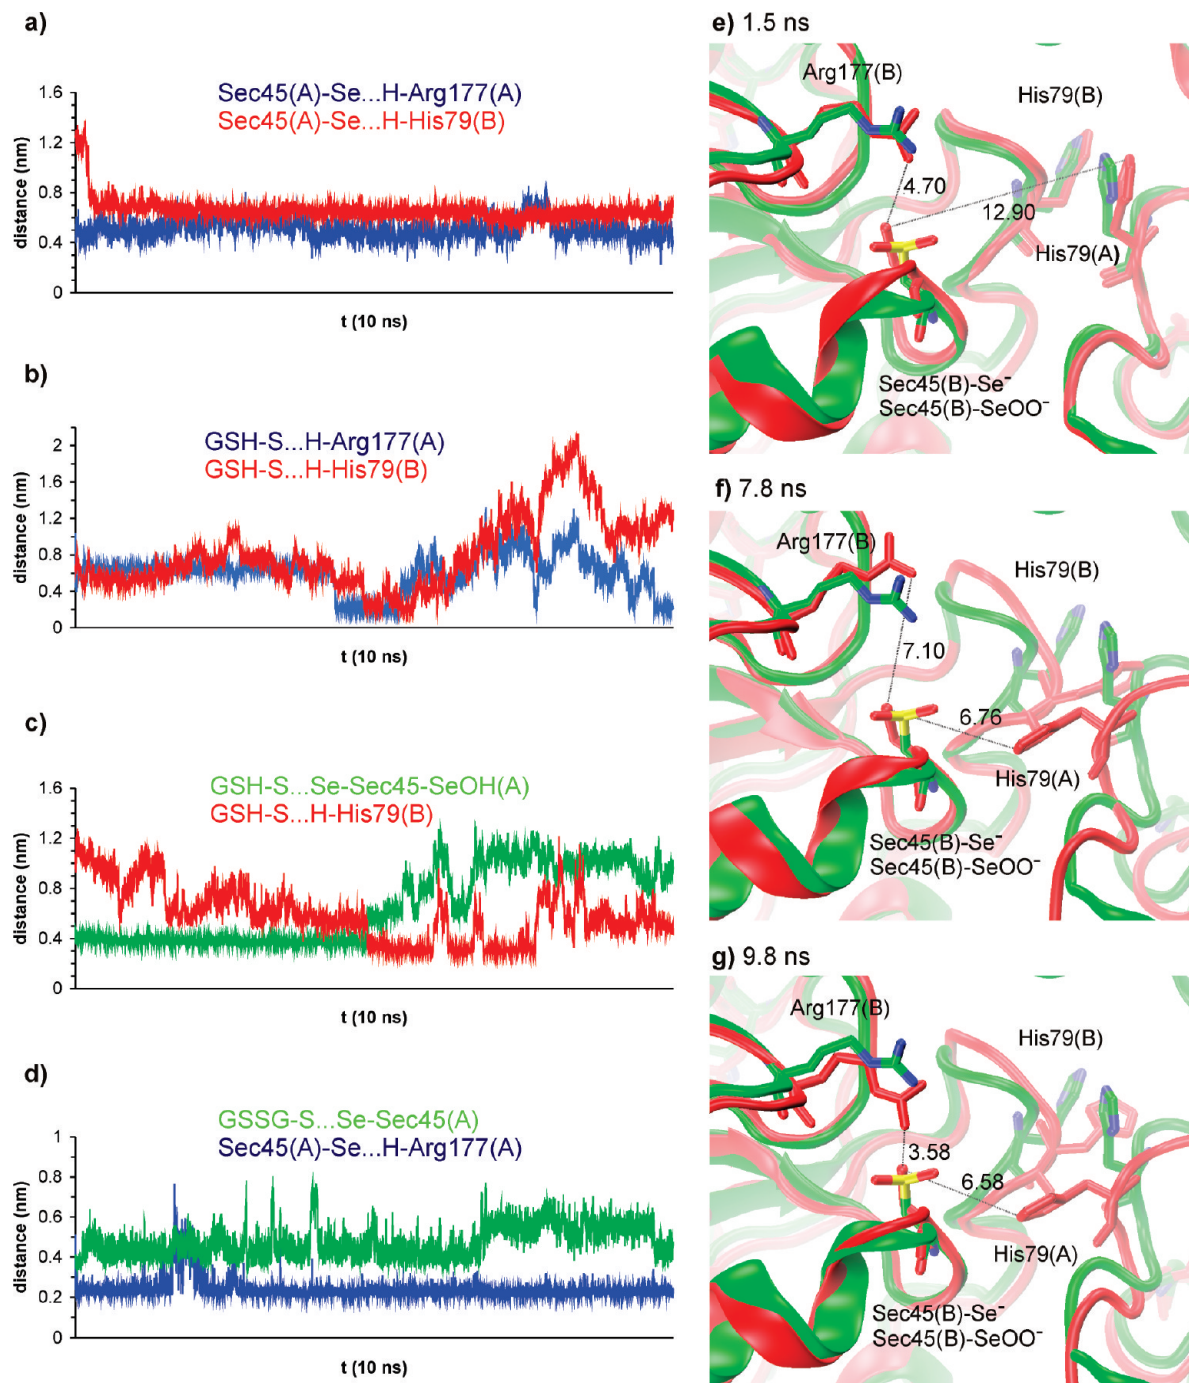 a)
Sec45(A)-Se...H-Arg177(A)
Sec45(A)-Se...H-His79(B)
distance (nm)
1.6
1.2
0.8
0.4
0
t (10 ns)
b)
GSH-S...H-Arg177(A)
GSH-S...H-His79(B)
distance (nm)
2
1.6
1.2
0.8
0.4
0
t (10 ns)
c)
GSH-S...Se-Sec45-SeOH(A)
GSH-S...H-His79(B)
distance (nm)
1.6
1.2
0.8
0.4
0
t (10 ns)
d)
GSSG-S...Se-Sec45(A)
Sec45(A)-Se...H-Arg177(A)
distance (nm)
1
0.8
0.6
0.4
0.2
0
t (10 ns)
e) 1.5 ns
Arg177(B)
His79(B)
4.70
12.90
His79(A)
Sec45(B)-Se⁻
Sec45(B)-SeOO⁻
f) 7.8 ns
Arg177(B)
His79(B)
7.10
6.76
His79(A)
Sec45(B)-Se⁻
Sec45(B)-SeOO⁻
g) 9.8 ns
Arg177(B)
His79(B)
3.58
6.58
His79(A)
Sec45(B)-Se⁻
Sec45(B)-SeOO⁻